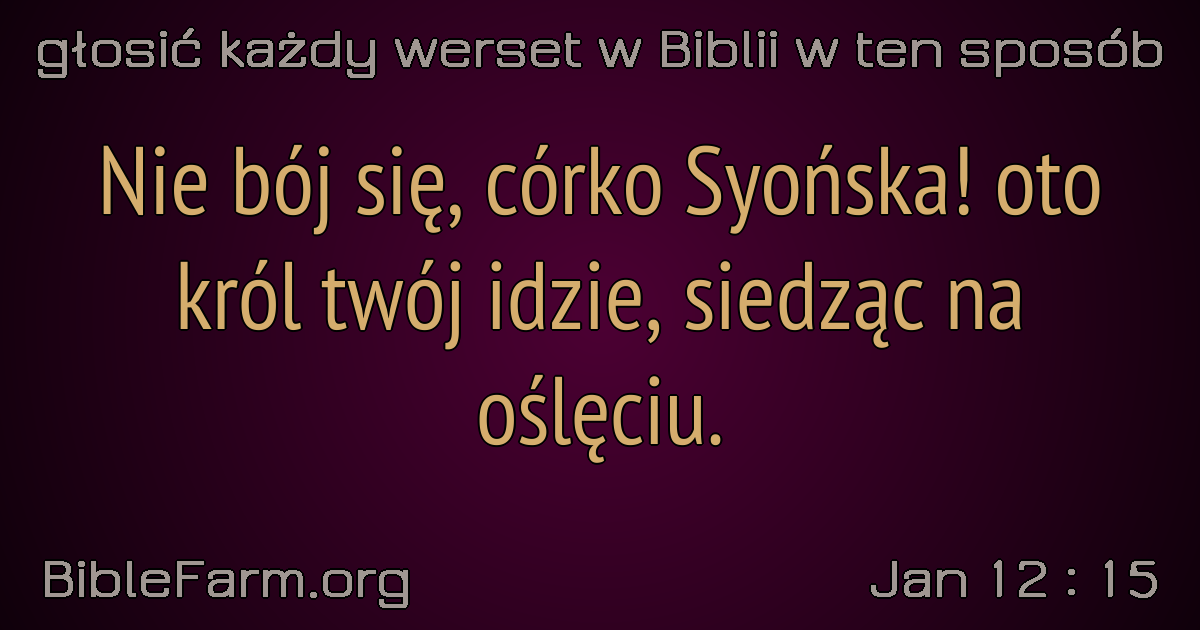 głosić każdy werset w Biblii w ten sposób
Nie bój się, córko Syońska! oto
król twój idzie, siedząc na
oślęciu.
BibleFarm.org
Jan 12 : 15